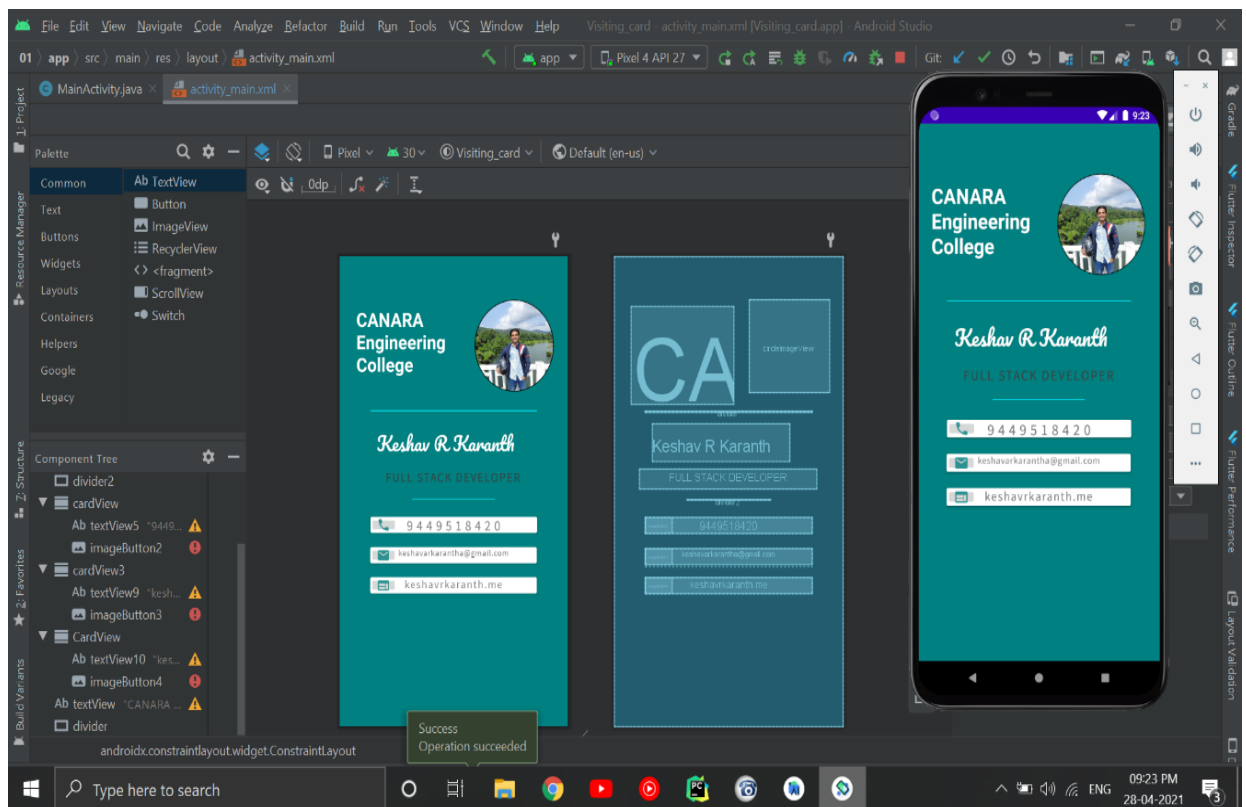 File Edit View Navigate Code Analyze Refactor Build Run Tools VCS Window Help Visiting_card - activity_main.xml [Visiting_card.app] - Android Studio
01 app src main res layout activity_main.xml app Pixel 4 API 27 Git:
MainActivity.java activity_main.xml
Palette
Pixel 30 Visiting_card Default (en-us)
0dp
Common
Text
Buttons
Widgets
Layouts
Containers
Helpers
Google
Legacy
Ab TextView
Button
ImageView
RecyclerView
<> <fragment>
ScrollView
Switch
Component Tree
divider2
cardView
Ab textView5 "9449...
imageButton2
cardView3
Ab textView9 "kesh...
imageButton3
CardView
Ab textView10 "kes...
imageButton4
Ab textView "CANARA ...
divider
androidx.constraintlayout.widget.ConstraintLayout
1: Project
Resource Manager
7: Structure
2: Favorites
Build Variants
CANARA
Engineering
College
Keshav R Karanth
FULL STACK DEVELOPER
9449518420
keshavarkarantha@gmail.com
keshavrkaranth.me
CA
circleImageView
divider
Keshav R Karanth
FULL STACK DEVELOPER
divider2
9449518420
keshavarkarantha@gmail.com
keshavrkaranth.me
9:23
CANARA
Engineering
College
Keshav R Karanth
FULL STACK DEVELOPER
9449518420
keshavarkarantha@gmail.com
keshavrkaranth.me
Gradle
Flutter Inspector
Flutter Outline
Flutter Performance
Layout Validation
Success
Operation succeeded
Type here to search
PC
ENG
09:23 PM
28-04-2021
3